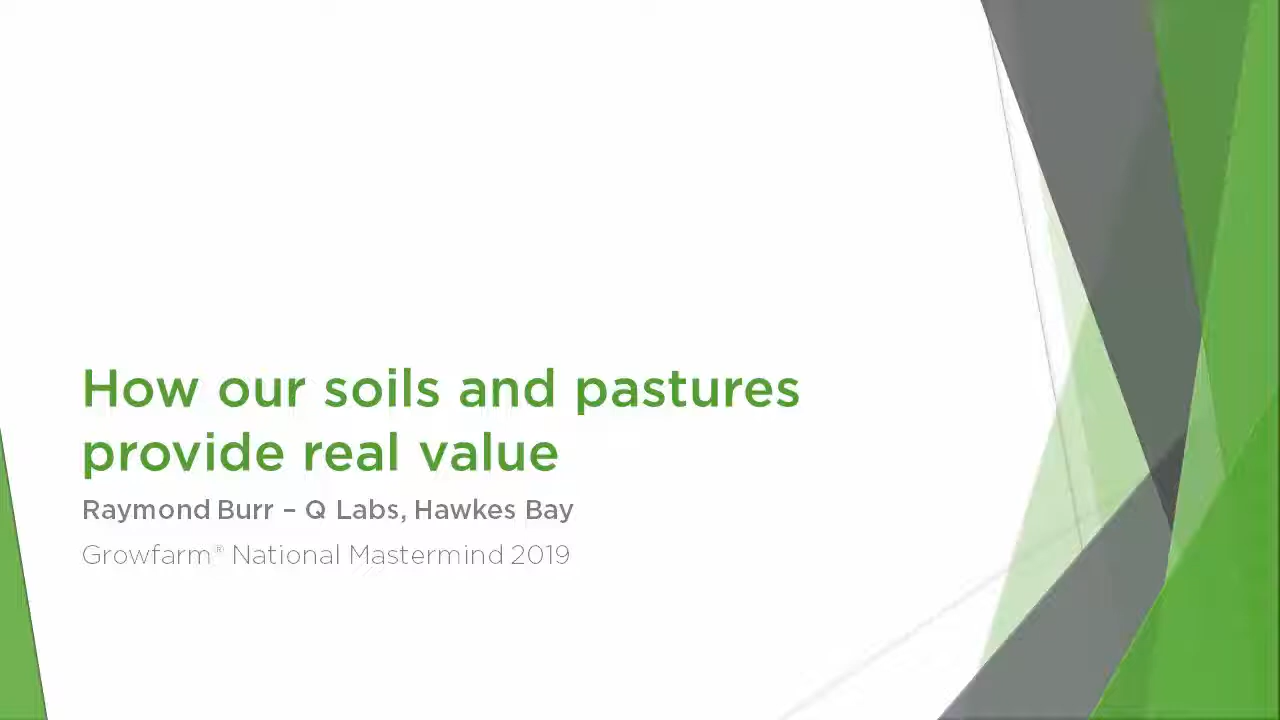 How our soils and pastures
provide real value
Raymond Burr – Q Labs, Hawkes Bay
Growfarm® National Mastermind 2019